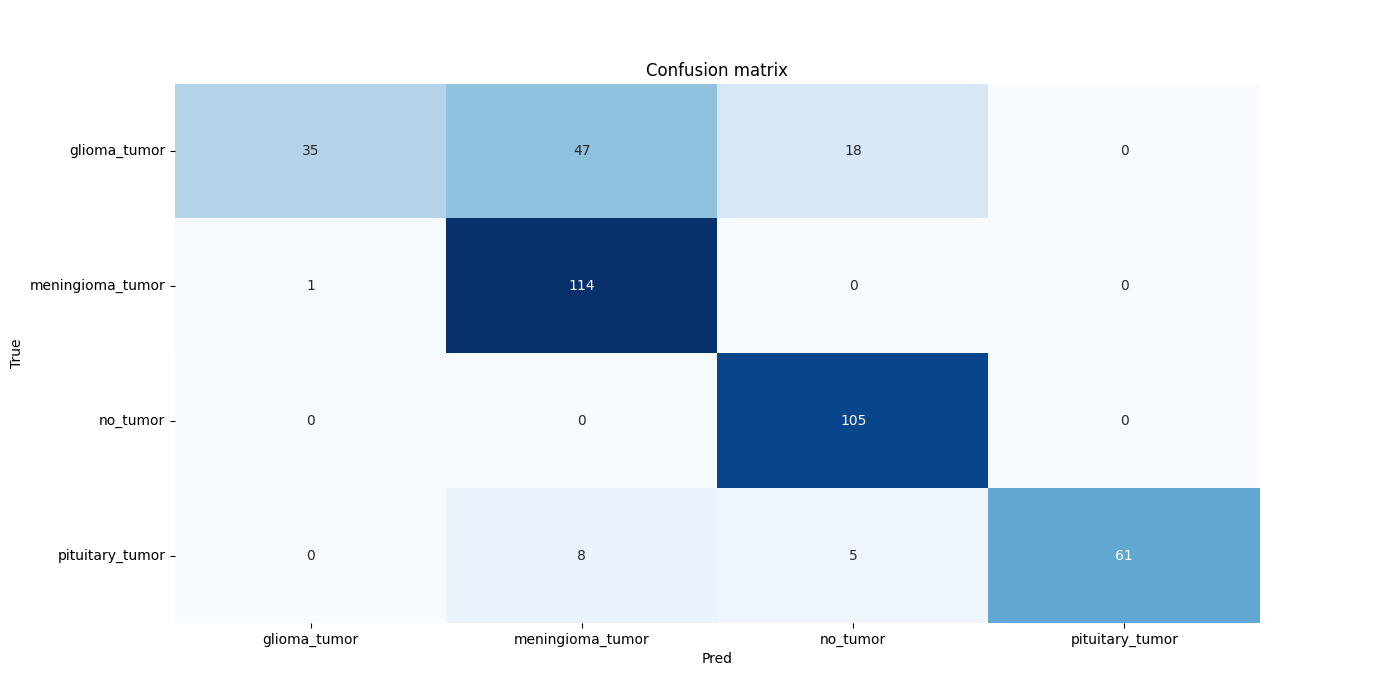 Confusion matrix
glioma_tumor 35 47 18 0
meningioma_tumor 1 114 0 0
True
no_tumor 0 0 105 0
pituitary_tumor 0 8 5 61
glioma_tumor meningioma_tumor no_tumor pituitary_tumor
Pred